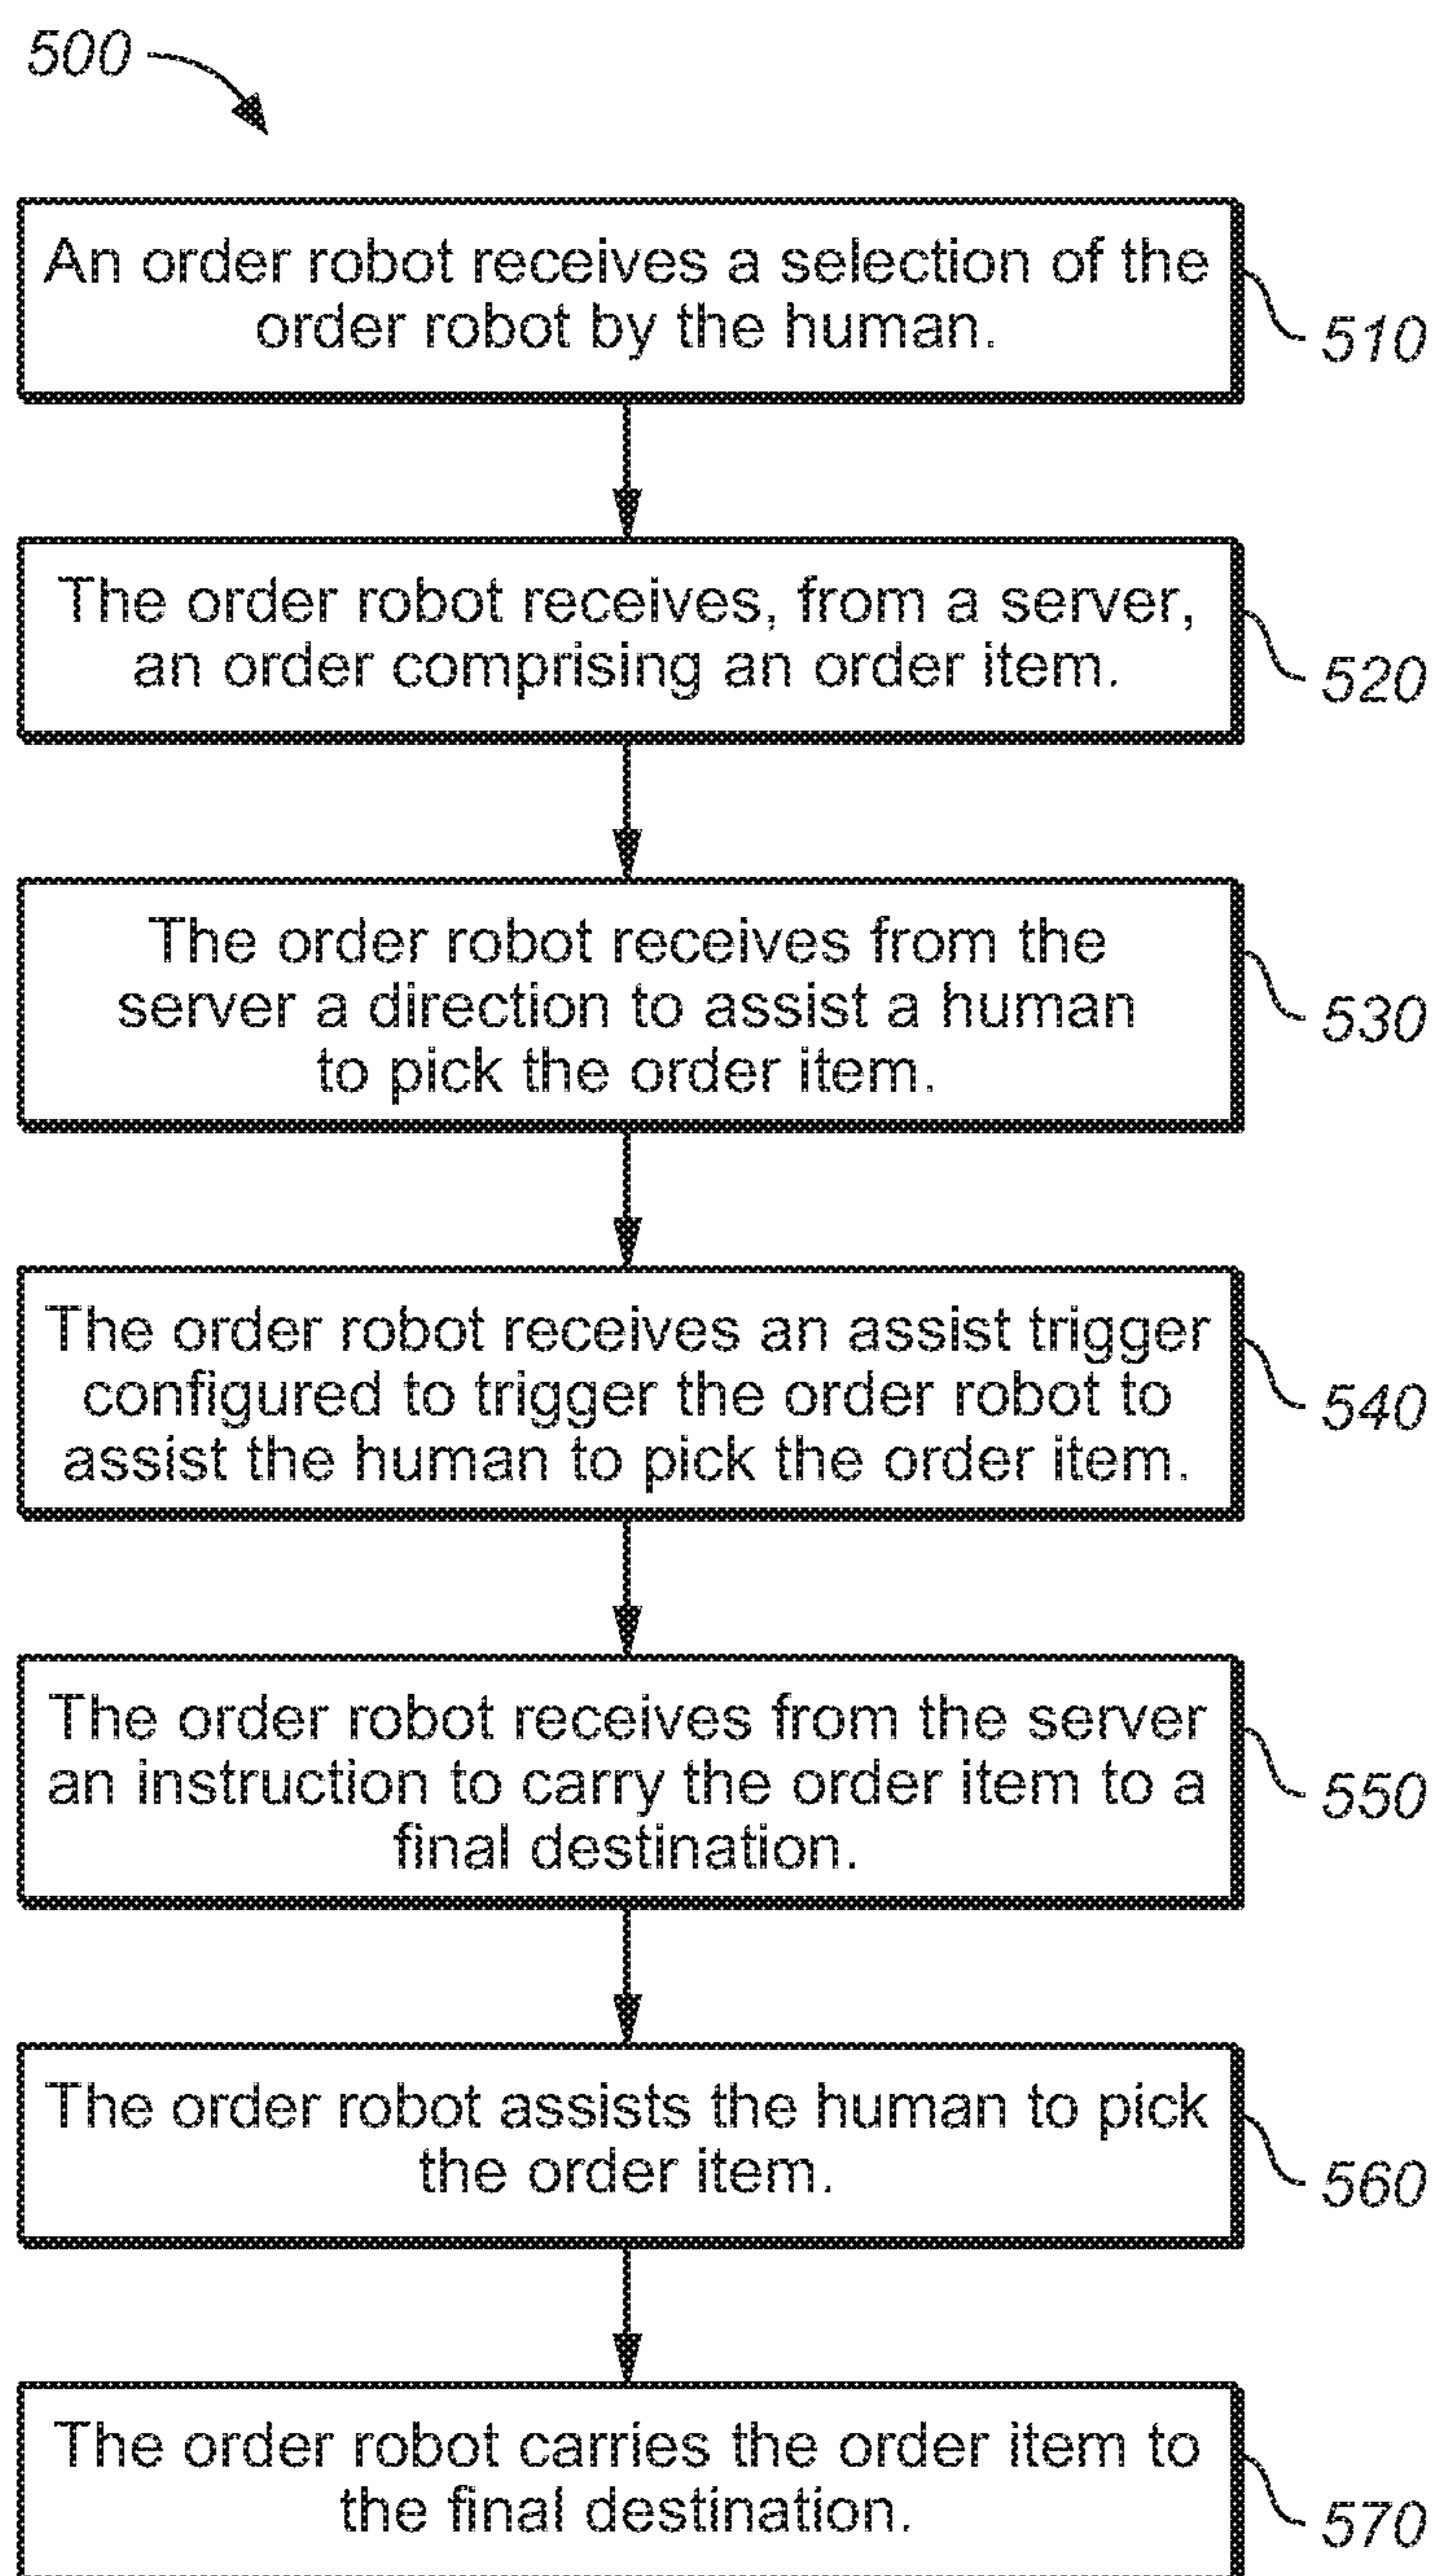 500
An order robot receives a selection of the
order robot by the human.
510
The order robot receives, from a server,
an order comprising an order item.
520
The order robot receives from the
server a direction to assist a human
to pick the order item.
530
The order robot receives an assist trigger
configured to trigger the order robot to
assist the human to pick the order item.
540
The order robot receives from the server
an instruction to carry the order item to a
final destination.
550
The order robot assists the human to pick
the order item.
560
The order robot carries the order item to
the final destination.
570